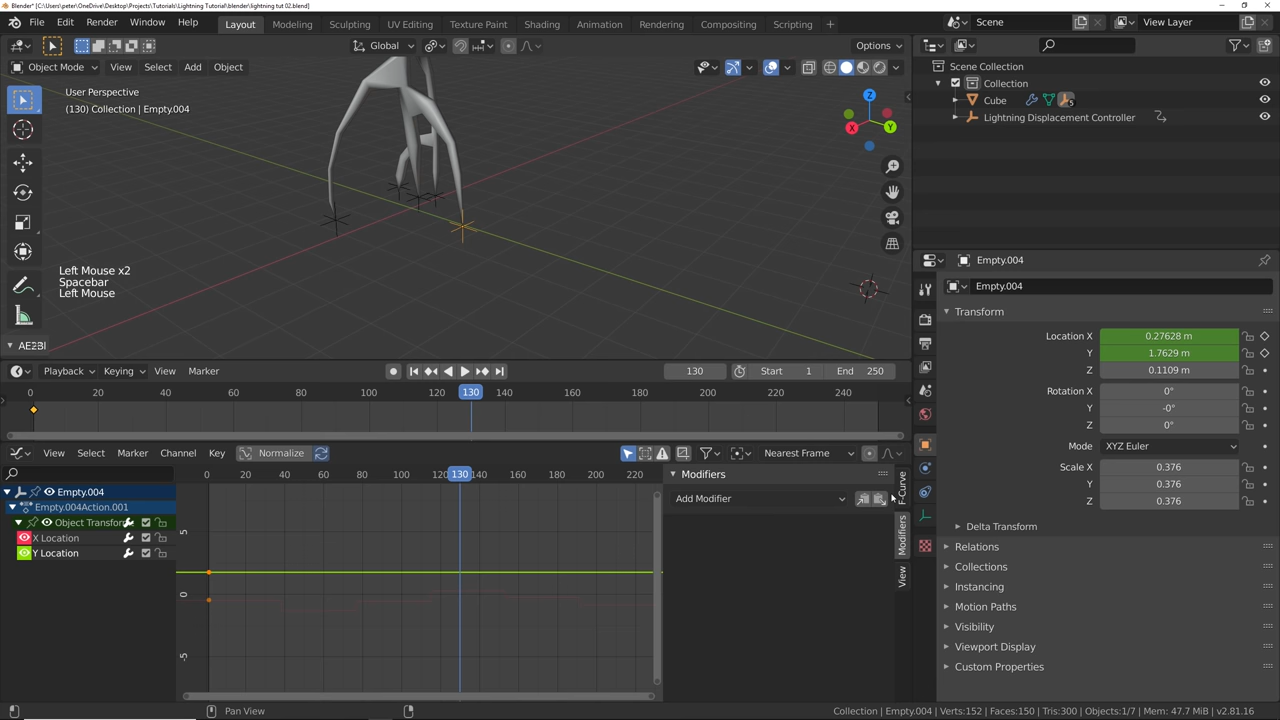 Blender* [C:\Users\peter\OneDrive\Desktop\Projects\Tutorials\Lightning Tutorial\blender\lightning tut 02.blend]
File Edit Render Window Help Layout Modeling Sculpting UV Editing Texture Paint Shading Animation Rendering Compositing Scripting + Scene View Layer
Global Options
Object Mode View Select Add Object
User Perspective
(130) Collection | Empty.004
Z
X
Y
Left Mouse x2
Spacebar
Left Mouse
Scene Collection
Collection
Cube 5
Lightning Displacement Controller
Empty.004
Empty.004
Transform
Location X 0.27628 m
Y 1.7629 m
Z 0.1109 m
Rotation X 0°
Y -0°
Z 0°
Mode XYZ Euler
Scale X 0.376
Y 0.376
Z 0.376
Delta Transform
Relations
Collections
Instancing
Motion Paths
Visibility
Viewport Display
Custom Properties
Playback Keying View Marker 130 Start 1 End 250
0 20 40 60 80 100 120 130 140 160 180 200 220 240
View Select Marker Channel Key Normalize Nearest Frame
0 20 40 60 80 100 120 130 140 160 180 200 220
Empty.004
Empty.004Action.001
Object Transform
X Location
Y Location
5
0
-5
Modifiers
Add Modifier
F-Curve
Modifiers
View
Pan View
Collection | Empty.004 | Verts:152 | Faces:150 | Tris:300 | Objects:1/7 | Mem: 47.7 MiB | v2.81.16